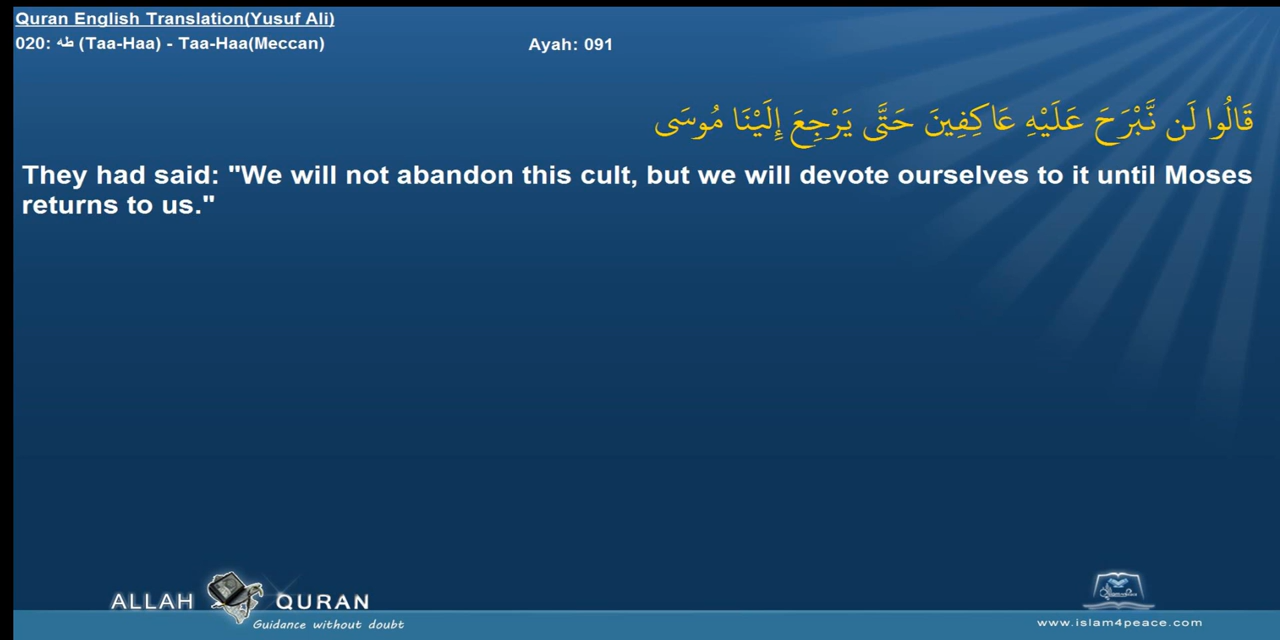 Quran English Translation(Yusuf Ali)
020: طه (Taa-Haa) - Taa-Haa(Meccan) Ayah: 091
قَالُوا لَن نَّبْرَحَ عَلَيْهِ عَاكِفِينَ حَتَّى يَرْجِعَ إِلَيْنَا مُوسَى
They had said: "We will not abandon this cult, but we will devote ourselves to it until Moses
returns to us."
ALLAH QURAN
Guidance without doubt
www.islam4peace.com